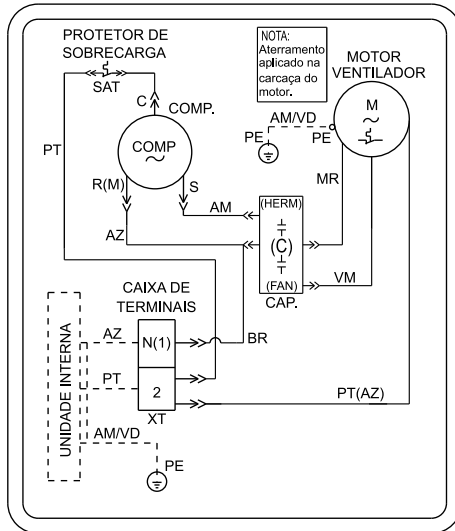 PROTETOR DE
SOBRECARGA
SAT
C
COMP.
PT
COMP
R(M)
S
AM
AZ
NOTA:
Aterramento
aplicado na
carcaça do
motor.
MOTOR
VENTILADOR
M
AM/VD
PE
PE
MR
(HERM)
(C)
(FAN)
CAP.
VM
CAIXA DE
TERMINAIS
UNIDADE INTERNA
AZ
N(1)
BR
PT
2
XT
PT(AZ)
AM/VD
PE